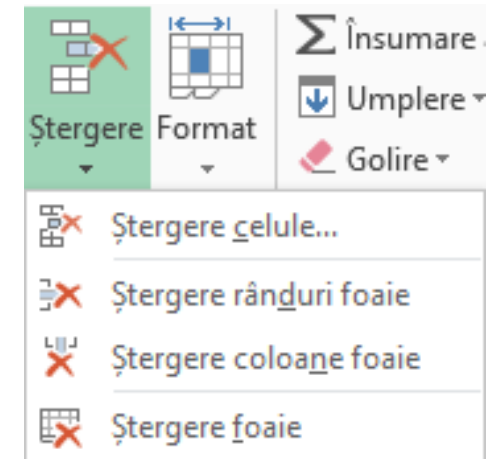 Ștergere
Format
Însumare
Umplere
Golire
Ștergere celule...
Ștergere rânduri foaie
Ștergere coloane foaie
Ștergere foaie